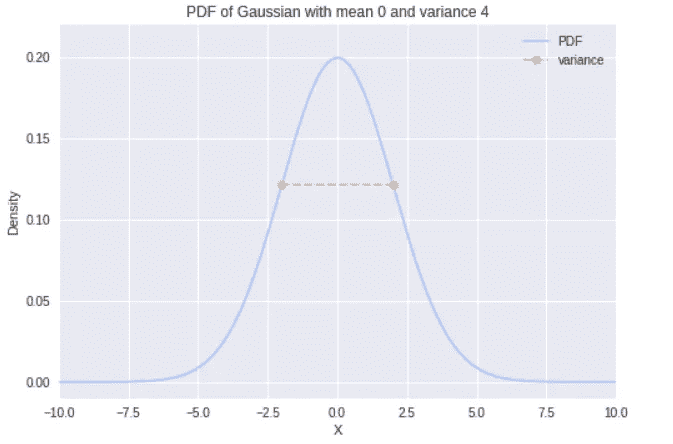 PDF of Gaussian with mean 0 and variance 4
PDF
variance
0.20
0.15
0.10
0.05
0.00
Density
−10.0 −7.5 −5.0 −2.5 0.0 2.5 5.0 7.5 10.0
X